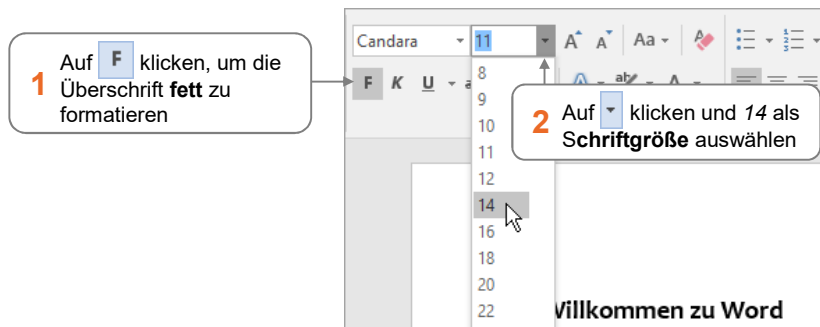 Candara 11 A A Aa
1 Auf F klicken, um die
Überschrift fett zu
formatieren
F K U
8
9
10
11
12
14
16
18
20
22
2 Auf klicken und 14 als
Schriftgröße auswählen
Willkommen zu Word